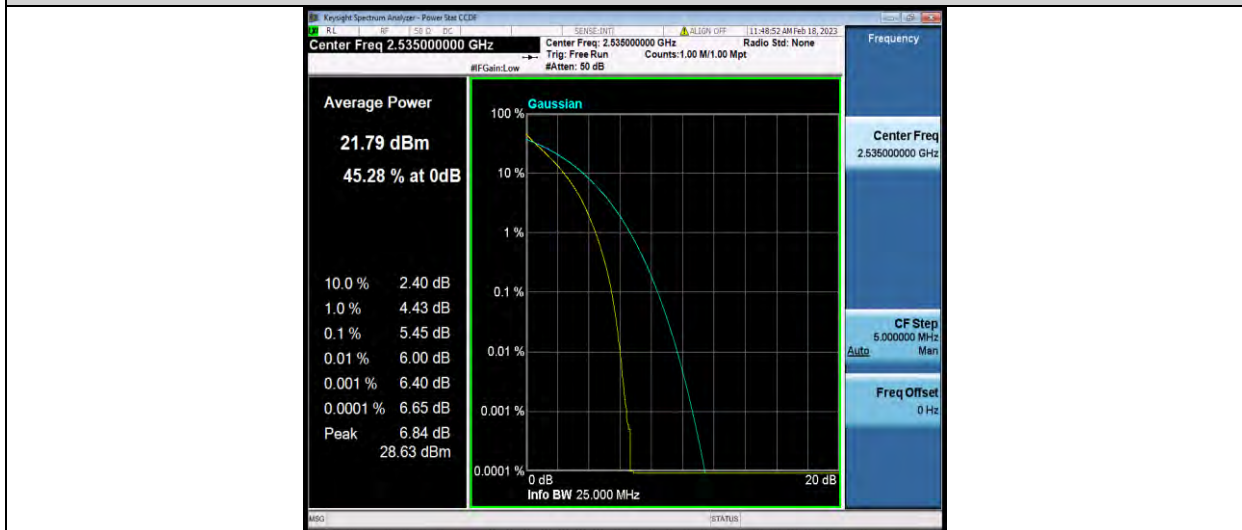 Keysight Spectrum Analyzer - Power Stat CCDF
RL RF 50 Ω DC SENSE:INT ALIGN OFF 11:48:52 AM Feb 18, 2023
Center Freq 2.535000000 GHz
Center Freq: 2.535000000 GHz Radio Std: None
Trig: Free Run Counts:1.00 M/1.00 Mpt
#IFGain:Low #Atten: 50 dB
Frequency
Average Power
21.79 dBm
45.28 % at 0dB
10.0 % 2.40 dB
1.0 % 4.43 dB
0.1 % 5.45 dB
0.01 % 6.00 dB
0.001 % 6.40 dB
0.0001 % 6.65 dB
Peak 6.84 dB
28.63 dBm
Gaussian
100 %
10 %
1 %
0.1 %
0.01 %
0.001 %
0.0001 %
0 dB 20 dB
Info BW 25.000 MHz
Center Freq
2.535000000 GHz
CF Step
5.000000 MHz
Auto Man
Freq Offset
0 Hz
MSG STATUS